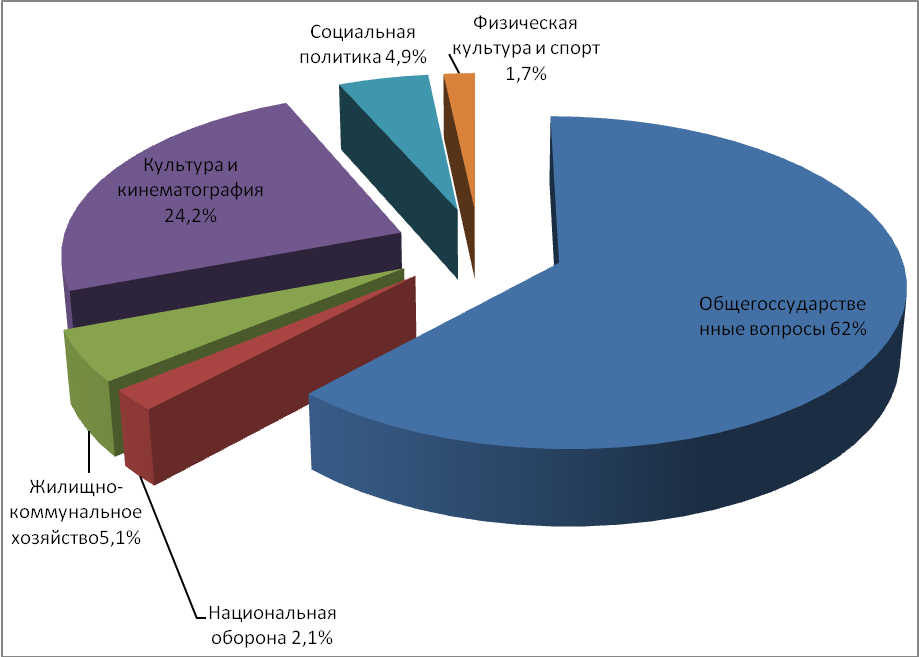 Социальная
политика 4,9%
Физическая
культура и спорт
1,7%
Культура и
кинематография
24,2%
Общегоссударстве
нные вопросы 62%
Жилищно-
коммунальное
хозяйство5,1%
Национальная
оборона 2,1%